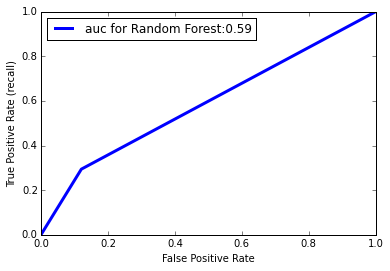 auc for Random Forest:0.59
1.0
0.8
0.6
0.4
0.2
0.0
True Positive Rate (recall)
0.0 0.2 0.4 0.6 0.8 1.0
False Positive Rate